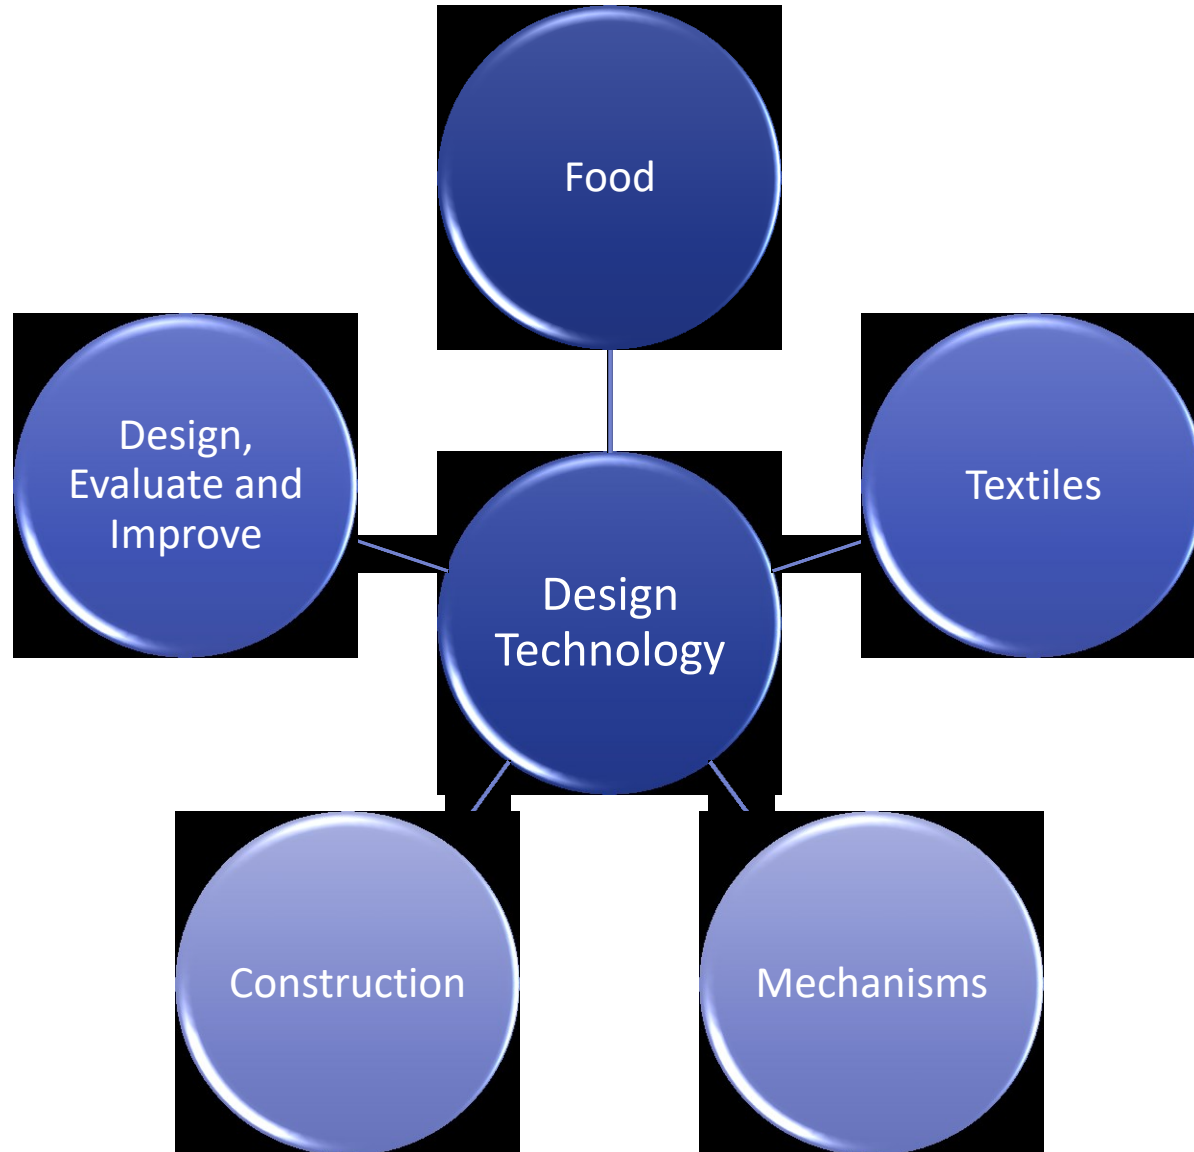 Food
Design,
Evaluate and
Improve
Textiles
Design
Technology
Construction
Mechanisms